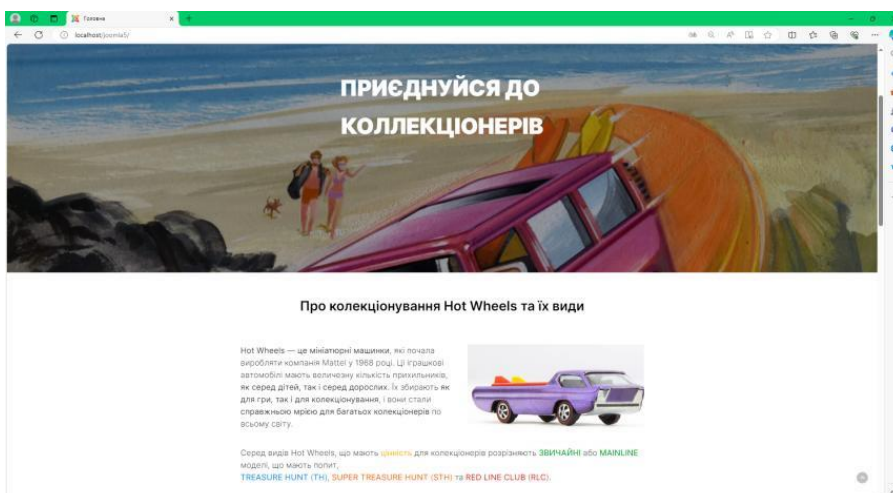 Головна
localhost/joomla5/
ПРИЄДНУЙСЯ ДО
КОЛЛЕКЦІОНЕРІВ
Про колекціонування Hot Wheels та їх види
Hot Wheels — це мініатюрні машинки, які почала
виробляти компанія Mattel у 1968 році. Ці іграшкові
автомобілі мають величезну кількість прихильників,
як серед дітей, так і серед дорослих. Їх збирають як
для гри, так і для колекціонування, і вони стали
справжньою мрією для багатьох колекціонерів по
всьому світу.
Серед видів Hot Wheels, що мають цінність для колекціонерів розрізняють ЗВИЧАЙНІ або MAINLINE
моделі, що мають попит,
TREASURE HUNT (TH), SUPER TREASURE HUNT (STH) та RED LINE CLUB (RLC).